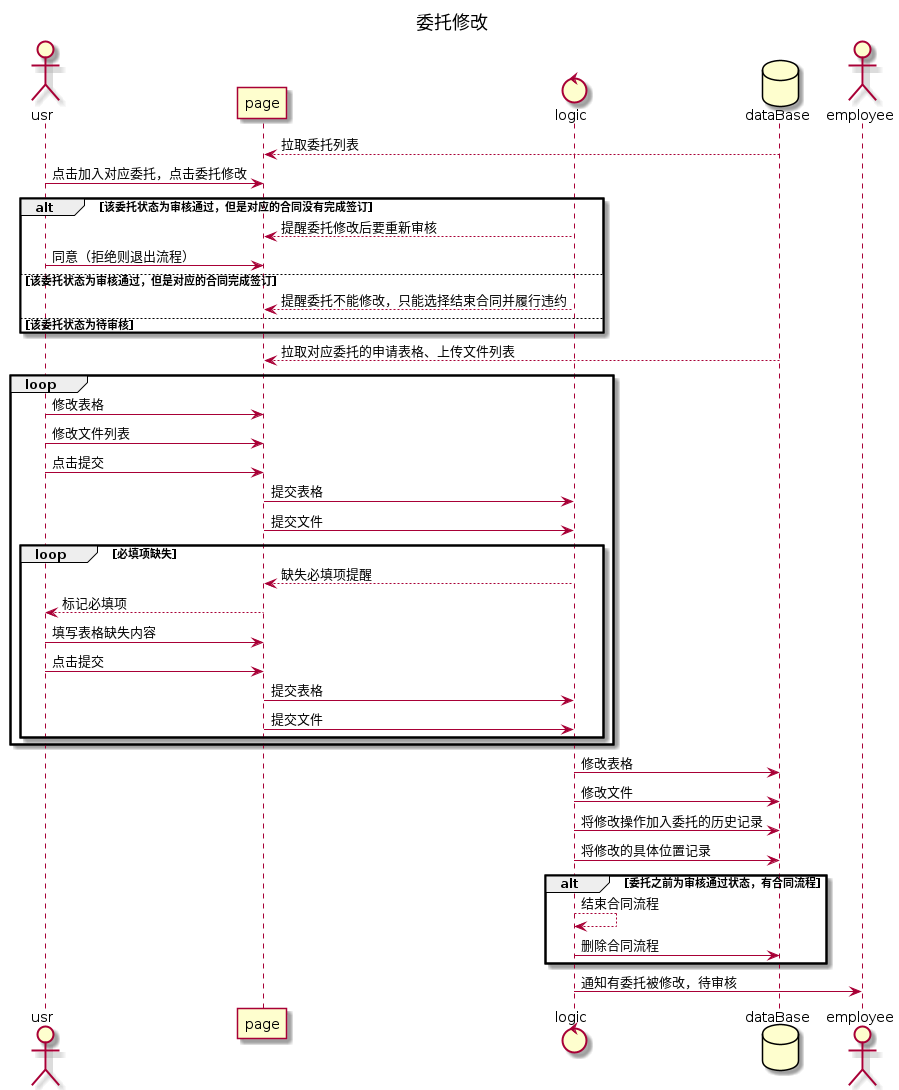 委托修改
usr
page
logic
dataBase
employee
拉取委托列表
点击加入对应委托，点击委托修改
alt [该委托状态为审核通过，但是对应的合同没有完成签订]
提醒委托修改后要重新审核
同意（拒绝则退出流程）
[该委托状态为审核通过，但是对应的合同完成签订]
提醒委托不能修改，只能选择结束合同并履行违约
[该委托状态为待审核]
拉取对应委托的申请表格、上传文件列表
loop
修改表格
修改文件列表
点击提交
提交表格
提交文件
loop [必填项缺失]
缺失必填项提醒
标记必填项
填写表格缺失内容
点击提交
提交表格
提交文件
修改表格
修改文件
将修改操作加入委托的历史记录
将修改的具体位置记录
alt [委托之前为审核通过状态，有合同流程]
结束合同流程
删除合同流程
通知有委托被修改，待审核
usr
page
logic
dataBase
employee